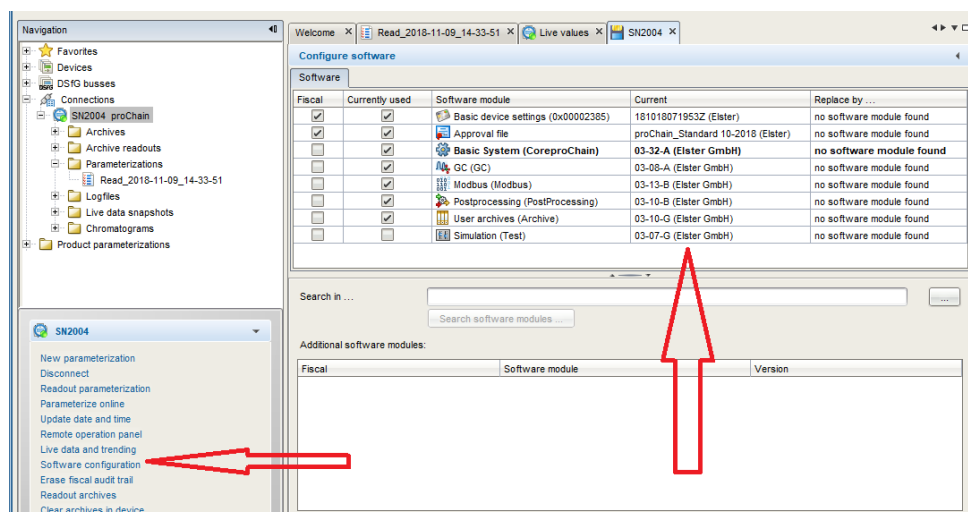 Navigation
Favorites
Devices
DSfG busses
Connections
SN2004 proChain
Archives
Archive readouts
Parameterizations
Read_2018-11-09_14-33-51
Logfiles
Live data snapshots
Chromatograms
Product parameterizations
SN2004
New parameterization
Disconnect
Readout parameterization
Parameterize online
Update date and time
Remote operation panel
Live data and trending
Software configuration
Erase fiscal audit trail
Readout archives
Clear archives in device
Welcome Read_2018-11-09_14-33-51 Live values SN2004
Configure software
Software
Fiscal Currently used Software module Current Replace by ...
Basic device settings (0x00002385) 181018071953Z (Elster) no software module found
Approval file proChain_Standard 10-2018 (Elster) no software module found
Basic System (CoreproChain) 03-32-A (Elster GmbH) no software module found
GC (GC) 03-08-A (Elster GmbH) no software module found
Modbus (Modbus) 03-13-B (Elster GmbH) no software module found
Postprocessing (PostProcessing) 03-10-B (Elster GmbH) no software module found
User archives (Archive) 03-10-G (Elster GmbH) no software module found
Simulation (Test) 03-07-G (Elster GmbH) no software module found
Search in ...
...
Search software modules ...
Additional software modules:
Fiscal Software module Version